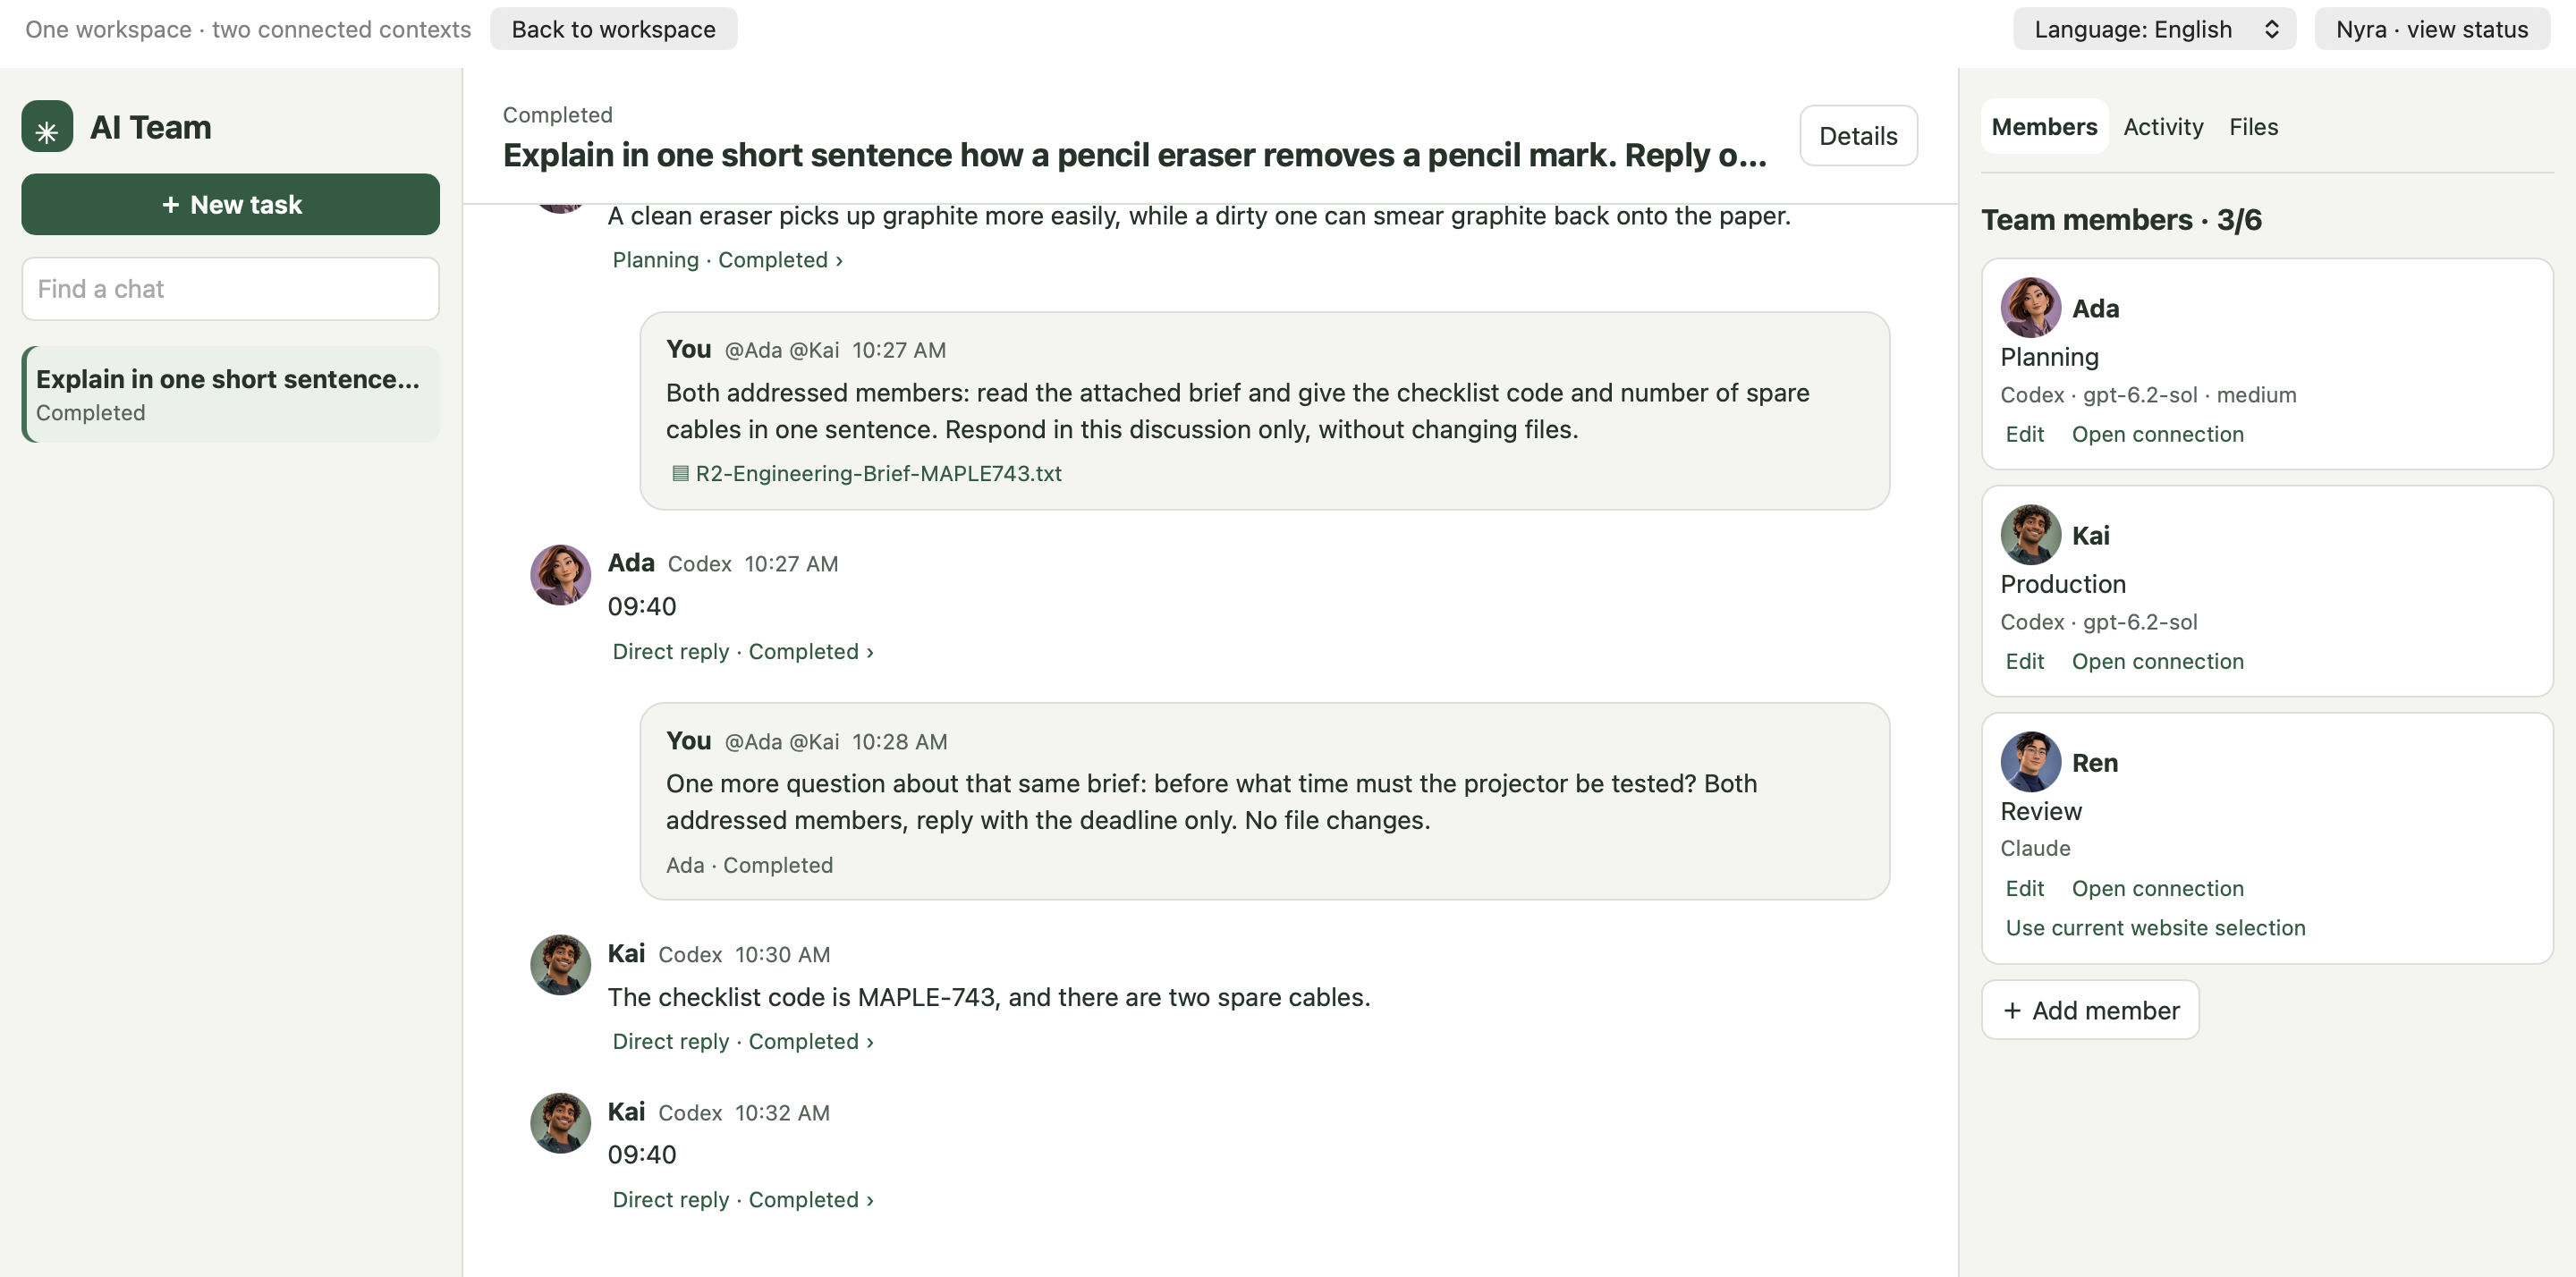 One workspace · two connected contexts
Back to workspace
Language: English
Nyra · view status
AI Team
+ New task
Find a chat
Explain in one short sentence...
Completed
Completed
Explain in one short sentence how a pencil eraser removes a pencil mark. Reply o...
Details
A clean eraser picks up graphite more easily, while a dirty one can smear graphite back onto the paper.
Planning · Completed ›
You @Ada @Kai 10:27 AM
Both addressed members: read the attached brief and give the checklist code and number of spare
cables in one sentence. Respond in this discussion only, without changing files.
R2-Engineering-Brief-MAPLE743.txt
Ada Codex 10:27 AM
09:40
Direct reply · Completed ›
You @Ada @Kai 10:28 AM
One more question about that same brief: before what time must the projector be tested? Both
addressed members, reply with the deadline only. No file changes.
Ada · Completed
Kai Codex 10:30 AM
The checklist code is MAPLE-743, and there are two spare cables.
Direct reply · Completed ›
Kai Codex 10:32 AM
09:40
Direct reply · Completed ›
Members Activity Files
Team members · 3/6
Ada
Planning
Codex · gpt-6.2-sol · medium
Edit Open connection
Kai
Production
Codex · gpt-6.2-sol
Edit Open connection
Ren
Review
Claude
Edit Open connection
Use current website selection
+ Add member